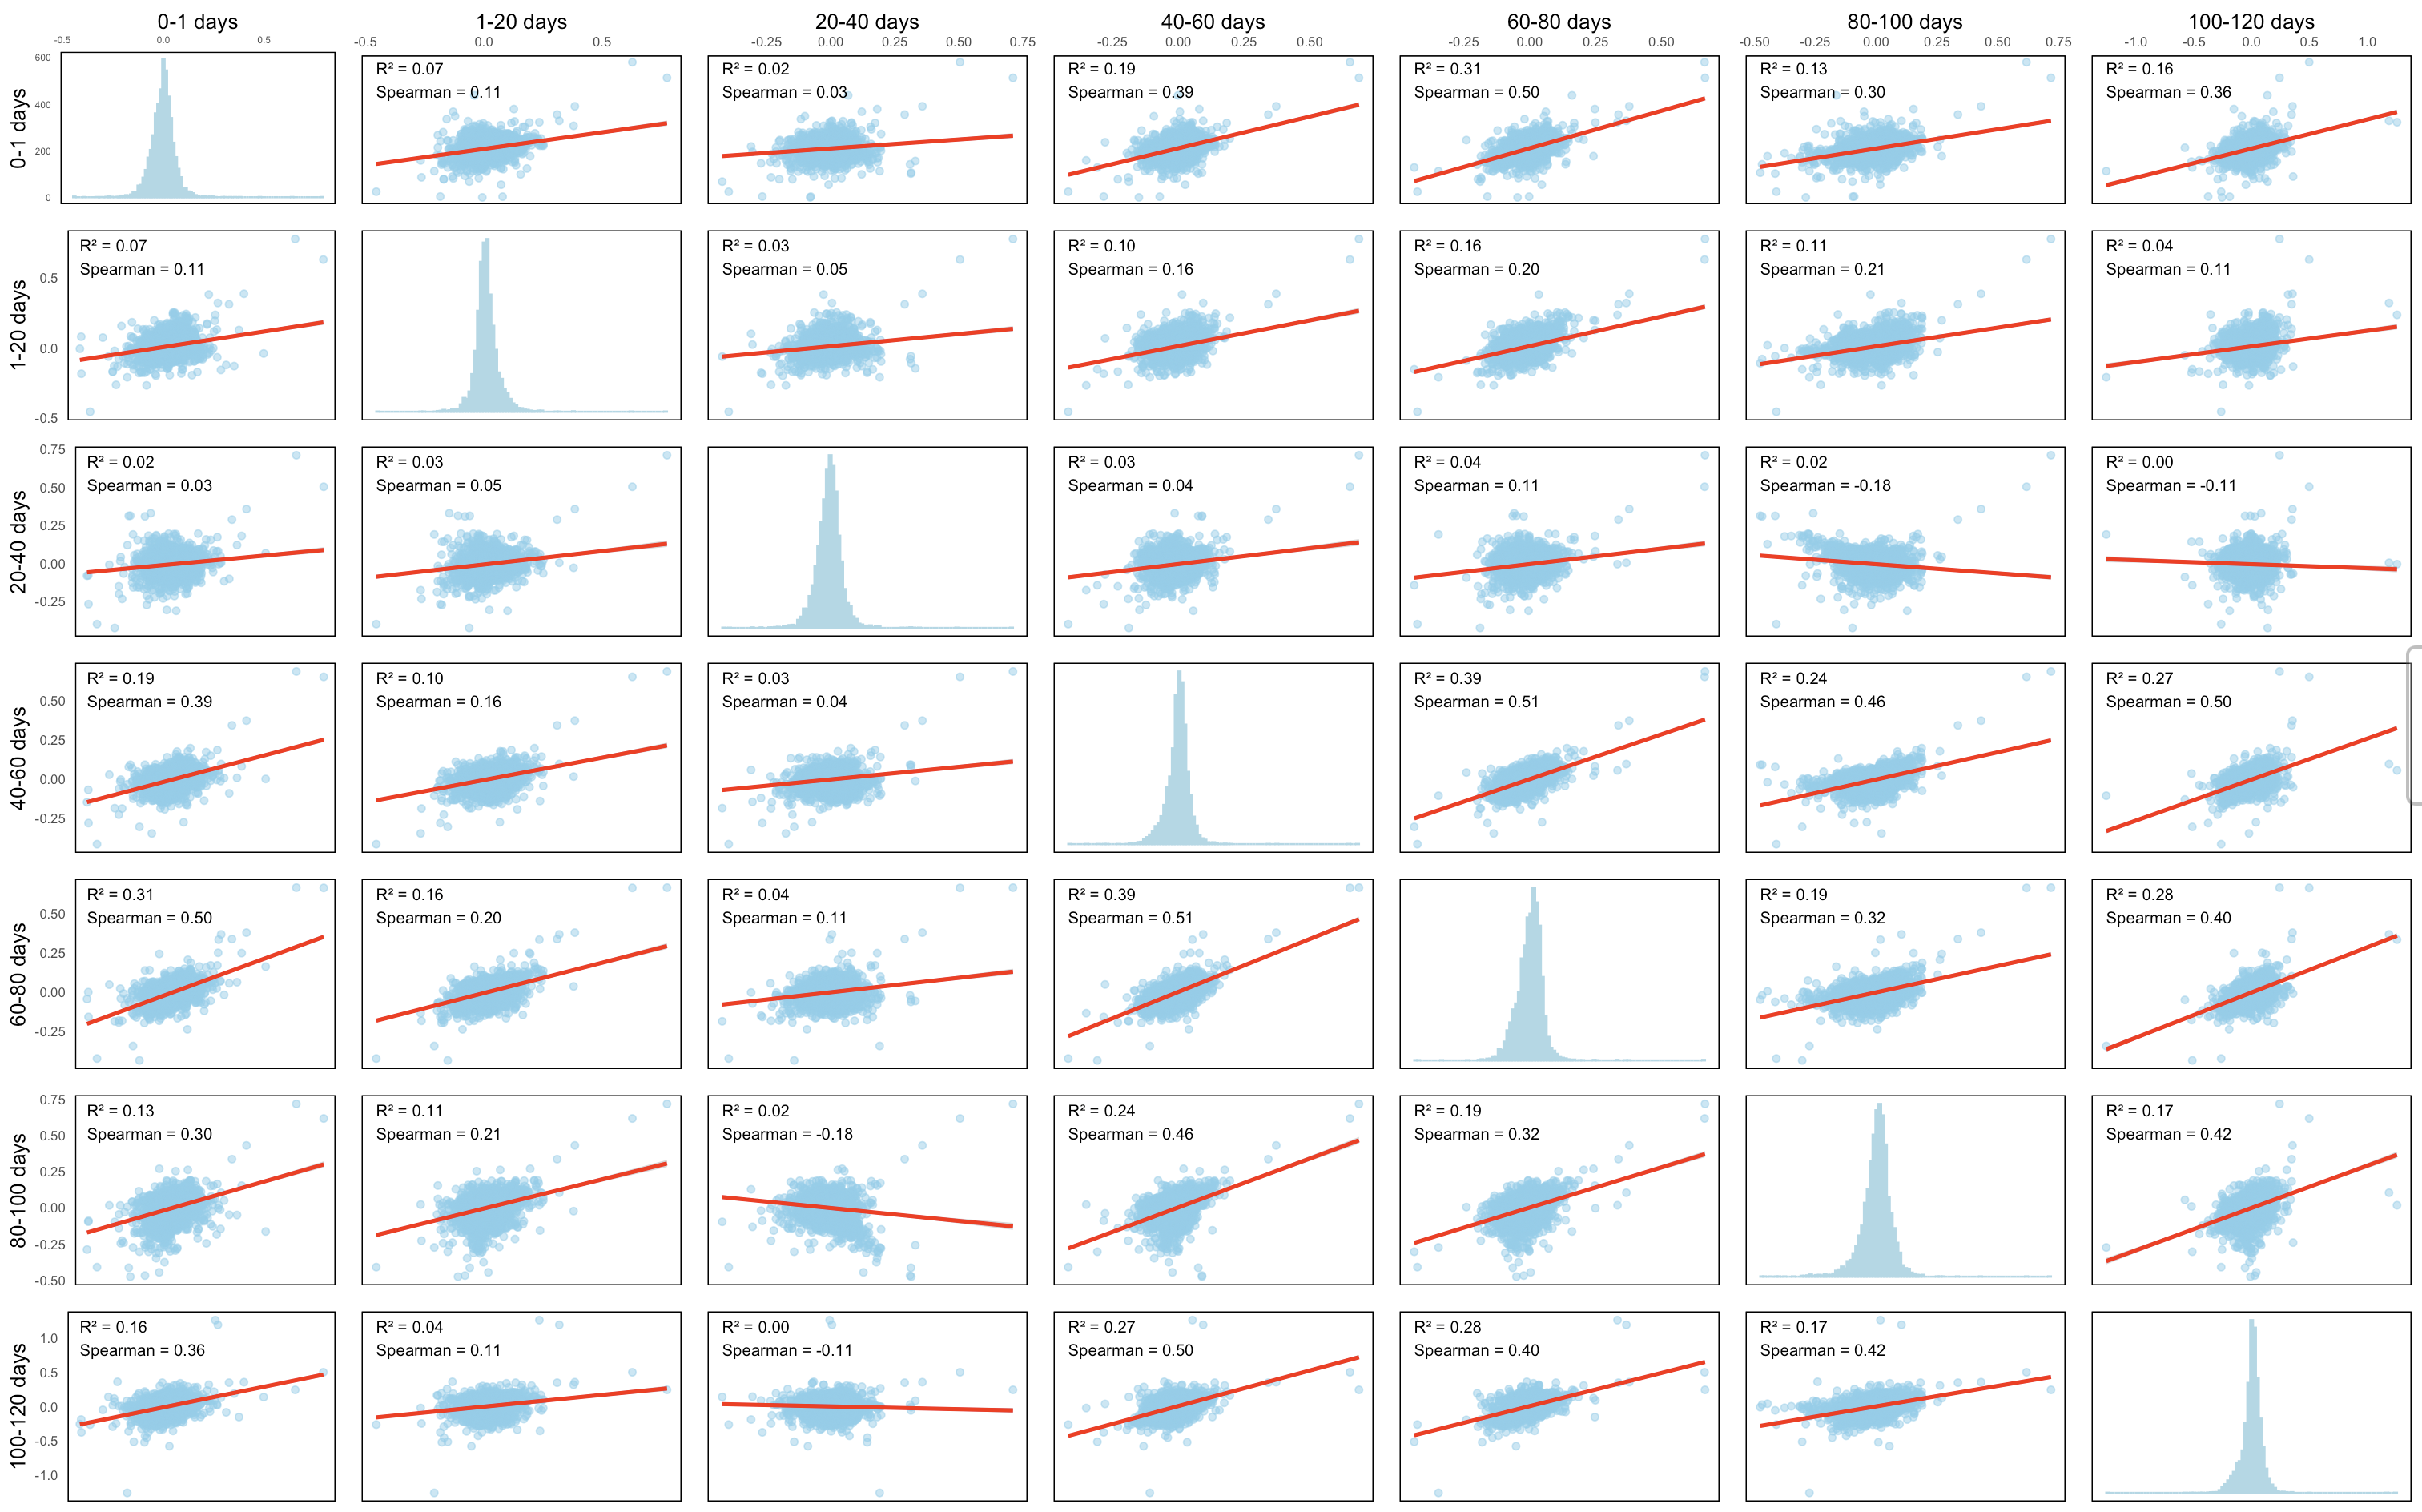 0-1 days 1-20 days 20-40 days 40-60 days 60-80 days 80-100 days 100-120 days
-0.5 0.0 0.5 -0.5 0.0 0.5 -0.25 0.00 0.25 0.50 0.75 -0.25 0.00 0.25 0.50 -0.25 0.00 0.25 0.50 -0.50 -0.25 0.00 0.25 0.50 0.75 -1.0 -0.5 0.0 0.5 1.0
0-1 days
600
400
200
0
R² = 0.07
Spearman = 0.11
R² = 0.02
Spearman = 0.03
R² = 0.19
Spearman = 0.39
R² = 0.31
Spearman = 0.50
R² = 0.13
Spearman = 0.30
R² = 0.16
Spearman = 0.36
1-20 days
0.5
0.0
-0.5
R² = 0.07
Spearman = 0.11
R² = 0.03
Spearman = 0.05
R² = 0.10
Spearman = 0.16
R² = 0.16
Spearman = 0.20
R² = 0.11
Spearman = 0.21
R² = 0.04
Spearman = 0.11
20-40 days
0.75
0.50
0.25
0.00
-0.25
R² = 0.02
Spearman = 0.03
R² = 0.03
Spearman = 0.05
R² = 0.03
Spearman = 0.04
R² = 0.04
Spearman = 0.11
R² = 0.02
Spearman = -0.18
R² = 0.00
Spearman = -0.11
40-60 days
0.50
0.25
0.00
-0.25
R² = 0.19
Spearman = 0.39
R² = 0.10
Spearman = 0.16
R² = 0.03
Spearman = 0.04
R² = 0.39
Spearman = 0.51
R² = 0.24
Spearman = 0.46
R² = 0.27
Spearman = 0.50
60-80 days
0.50
0.25
0.00
-0.25
R² = 0.31
Spearman = 0.50
R² = 0.16
Spearman = 0.20
R² = 0.04
Spearman = 0.11
R² = 0.39
Spearman = 0.51
R² = 0.19
Spearman = 0.32
R² = 0.28
Spearman = 0.40
80-100 days
0.75
0.50
0.25
0.00
-0.25
-0.50
R² = 0.13
Spearman = 0.30
R² = 0.11
Spearman = 0.21
R² = 0.02
Spearman = -0.18
R² = 0.24
Spearman = 0.46
R² = 0.19
Spearman = 0.32
R² = 0.17
Spearman = 0.42
100-120 days
1.0
0.5
0.0
-0.5
-1.0
R² = 0.16
Spearman = 0.36
R² = 0.04
Spearman = 0.11
R² = 0.00
Spearman = -0.11
R² = 0.27
Spearman = 0.50
R² = 0.28
Spearman = 0.40
R² = 0.17
Spearman = 0.42